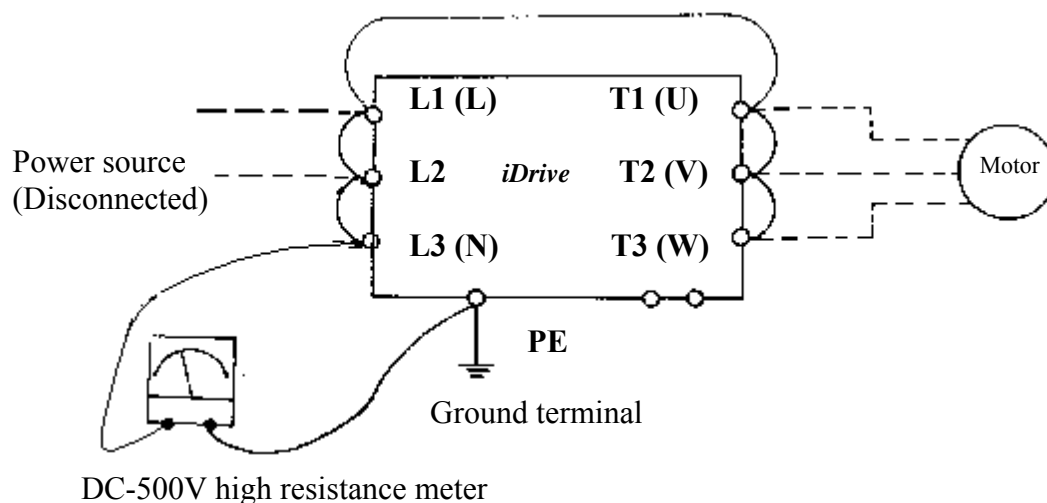 L1 (L)
T1 (U)
Power source
(Disconnected)
L2
iDrive
T2 (V)
Motor
L3 (N)
T3 (W)
PE
Ground terminal
DC-500V high resistance meter